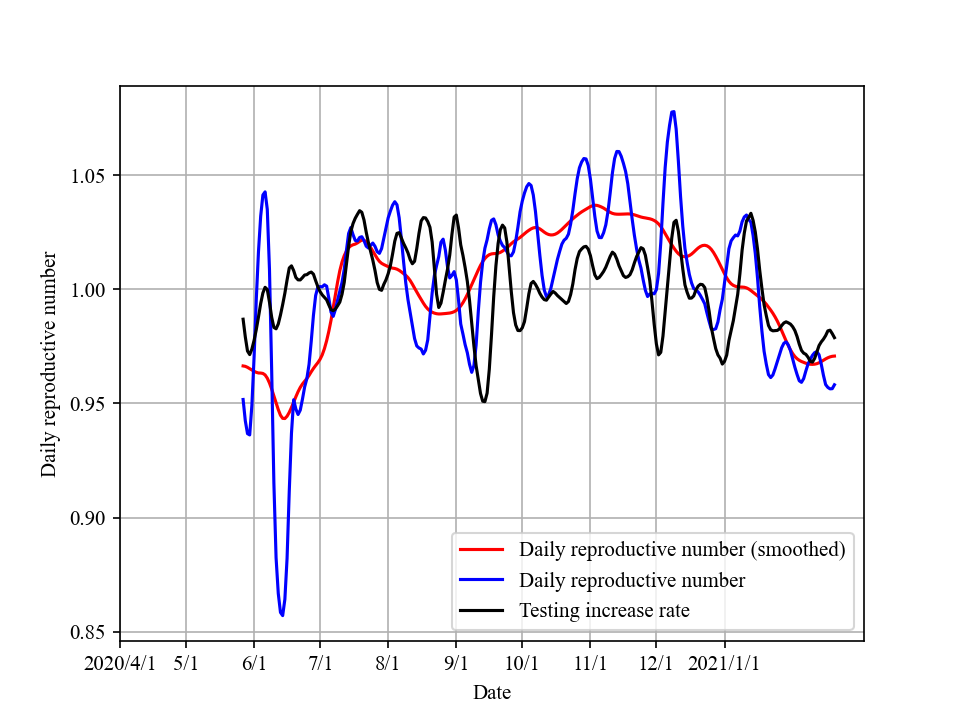 Daily reproductive number
1.05
1.00
0.95
0.90
0.85
Daily reproductive number (smoothed)
Daily reproductive number
Testing increase rate
2020/4/1 5/1 6/1 7/1 8/1 9/1 10/1 11/1 12/1 2021/1/1
Date